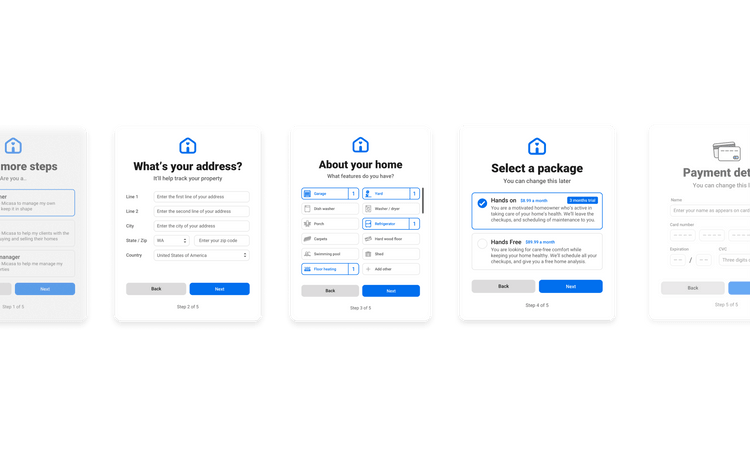 more steps
Are you a..
ner
Micasa to manage my own
keep it in shape
Micasa to help my clients with the
uying and selling their homes
manager
Micasa to help me manage my
rties
Next
Step 1 of 5
What's your address?
It'll help track your property
Line 1
Enter the first line of your address
Line 2
Enter the second line of your address
City
Enter the city of your address
State / Zip
WA
Enter your zip code
Country
United States of America
Back
Next
Step 2 of 5
About your home
What features do you have?
Garage 1
Yard 1
Dish washer
Washer / dryer
Porch
Refrigerator 1
Carpets
Hard wood floor
Swimming pool
Shed
Floor heating 1
Add other
Back
Next
Step 3 of 5
Select a package
You can change this later
Hands on $8.99 a month
3 months trial
You are a motivated homeowner who's active in
taking care of your home's health. We'll leave the
checkups, and scheduling of maintenance to you.
Hands Free $89.99 a month
You are looking for care-free comfort while
keeping your home healthy. We'll schedule all your
checkups, and give you a free home analysis.
Back
Next
Step 4 of 5
Payment det
You can change this l
Name
Enter your name as appears on card
Card number
Expiration
CVC
/
Three digits
Back
Step 5 of 5